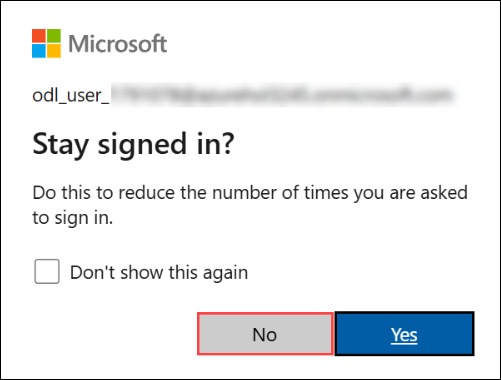 Microsoft
odl_user_
Stay signed in?
Do this to reduce the number of times you are asked
to sign in.
Don't show this again
No
Yes